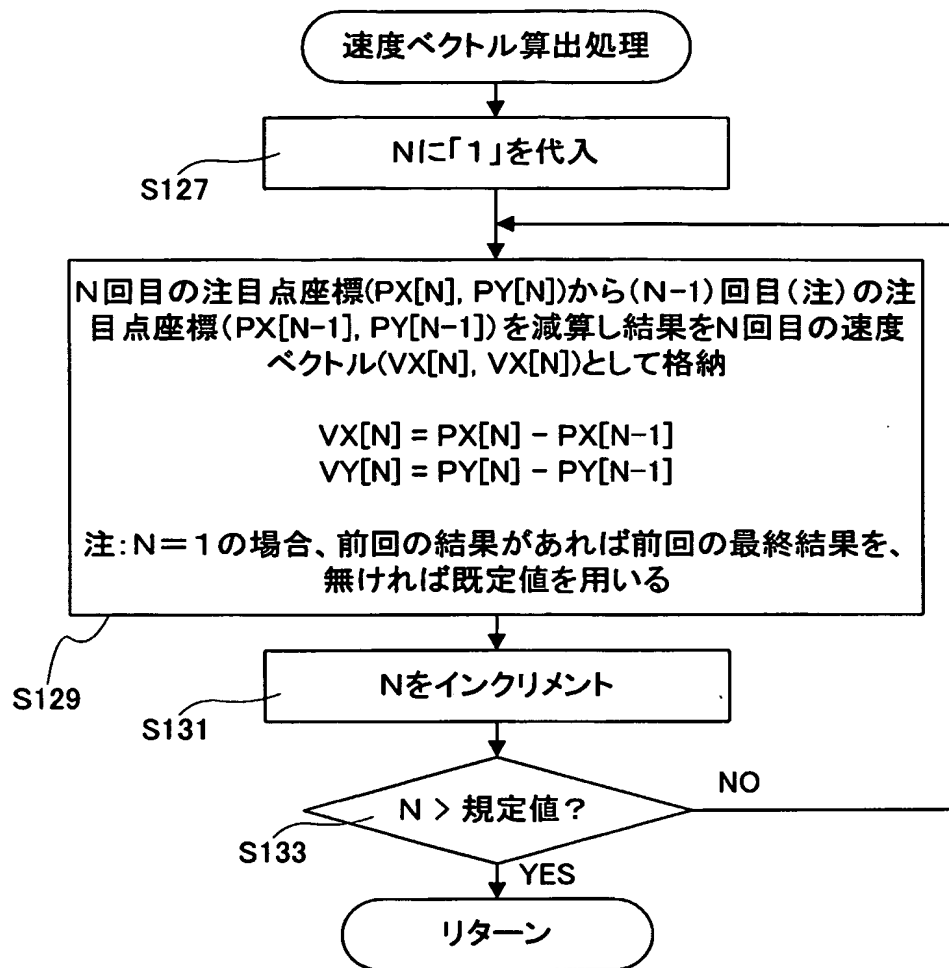 速度ベクトル算出処理
Nに「1」を代入
S127
N回目の注目点座標(PX[N], PY[N])から(N-1)回目(注)の注
目点座標(PX[N-1], PY[N-1])を減算し結果をN回目の速度
ベクトル(VX[N], VX[N])として格納
VX[N] = PX[N] - PX[N-1]
VY[N] = PY[N] - PY[N-1]
注:N=1の場合、前回の結果があれば前回の最終結果を、
無ければ既定値を用いる
S129
Nをインクリメント
S131
N > 規定値?
NO
S133
YES
リターン